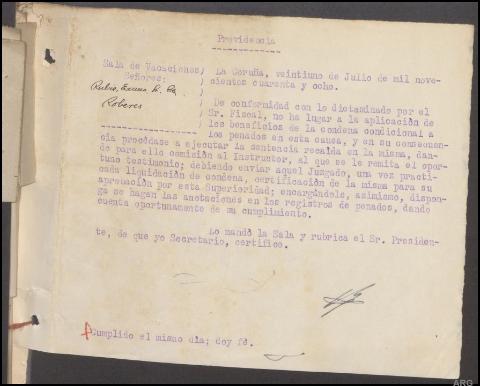 Providencia
Sala de Vacaciones) La Coruña, veintiuno de Julio de mil nove-
Señores: ) cientos cuarenta y ocho.
Rubio,
Roberes
) De conformidad con lo dictaminado por el
) Sr. Fiscal, no ha lugar a la aplicación de
) los beneficios de la condena condicional a
) los penados en esta causa, y en su consecuen-
cia procédase a ejecutar la sentencia recaída en la misma, dan-
do para ello comisión al Instructor, al que se le remita el opor-
tuno testimonio; debiendo enviar aquel Juzgado, una vez practi-
cada liquidación de condena, certificación de la misma para su
aprobación por esta Superioridad; encargándole, asimismo, dispon-
ga se hagan las anotaciones en los registros de penados, dando
cuenta oportunamente de su cumplimiento.
Lo mandó la Sala y rubrica el Sr. Presiden-
te, de que yo Secretario, certifico.
Cumplido el mismo día; doy fé.
ARG